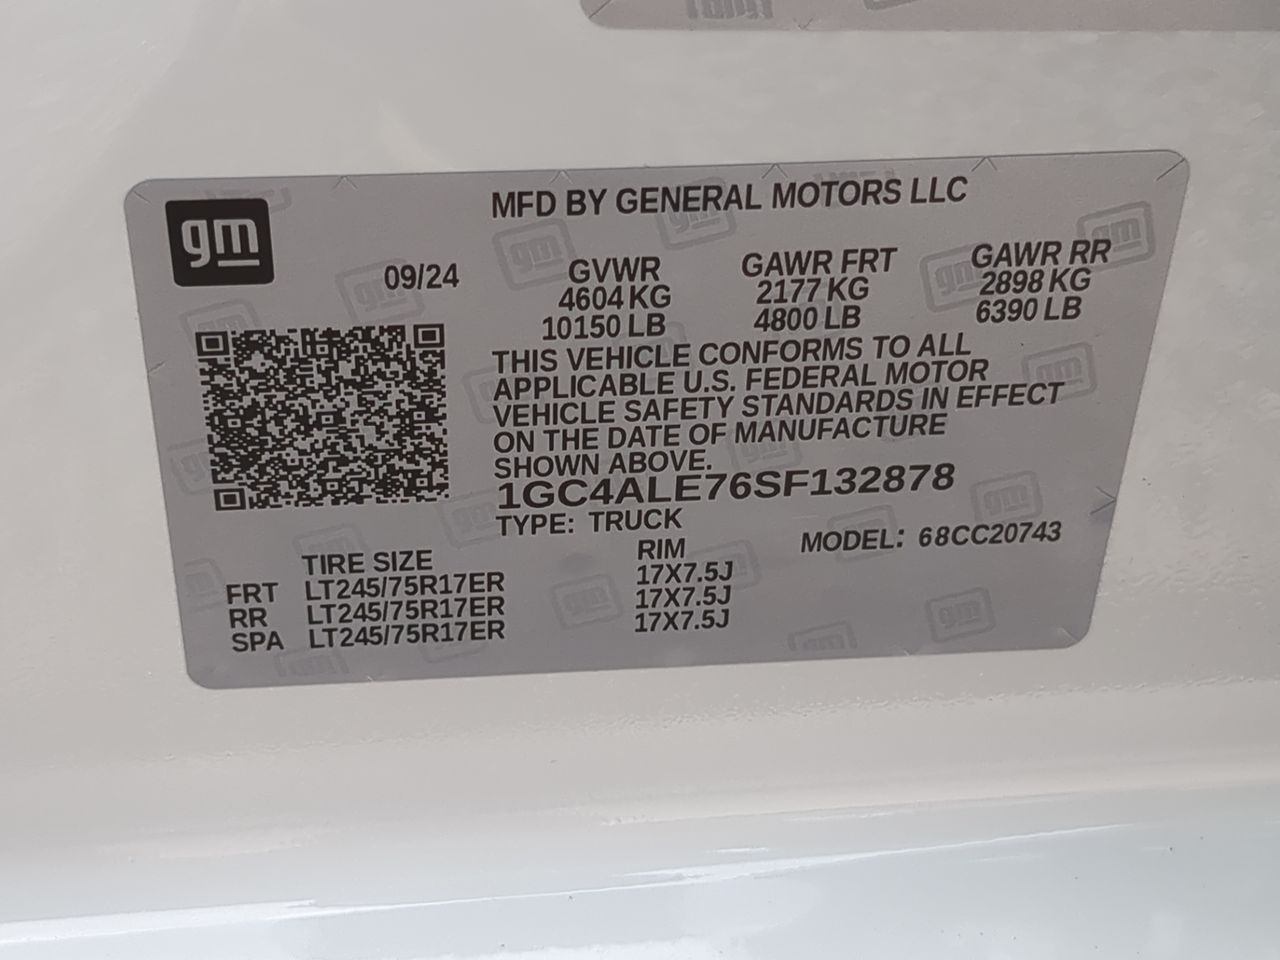 gm
MFD BY GENERAL MOTORS LLC
09/24
GVWR GAWR FRT GAWR RR
4604 KG 2177 KG 2898 KG
10150 LB 4800 LB 6390 LB
THIS VEHICLE CONFORMS TO ALL
APPLICABLE U.S. FEDERAL MOTOR
VEHICLE SAFETY STANDARDS IN EFFECT
ON THE DATE OF MANUFACTURE
SHOWN ABOVE.
1GC4ALE76SF132878
TYPE: TRUCK MODEL: 68CC20743
TIRE SIZE RIM
FRT LT245/75R17ER 17X7.5J
RR LT245/75R17ER 17X7.5J
SPA LT245/75R17ER 17X7.5J